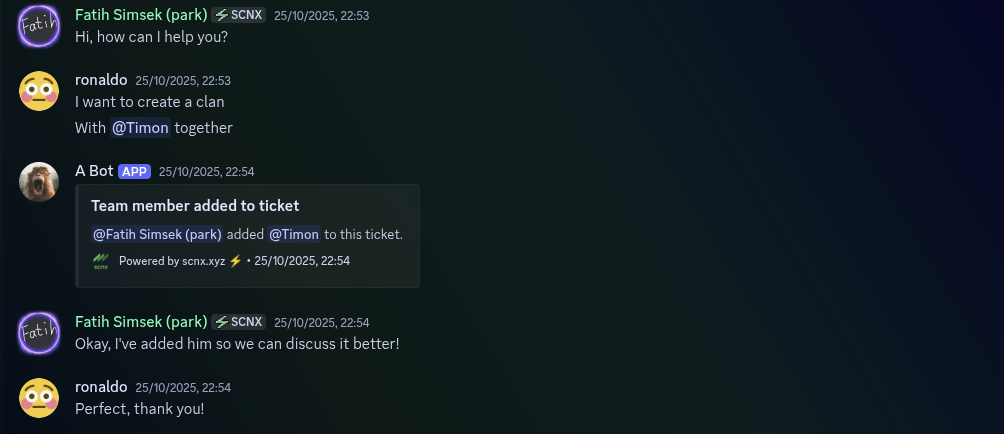 Fatih Simsek (park) SCNX 25/10/2025, 22:53
Fatih
Hi, how can I help you?
ronaldo 25/10/2025, 22:53
I want to create a clan
With @Timon together
A Bot APP 25/10/2025, 22:54
Team member added to ticket
@Fatih Simsek (park) added @Timon to this ticket.
scnx Powered by scnx.xyz ⚡ • 25/10/2025, 22:54
Fatih Simsek (park) SCNX 25/10/2025, 22:54
Fatih
Okay, I've added him so we can discuss it better!
ronaldo 25/10/2025, 22:54
Perfect, thank you!